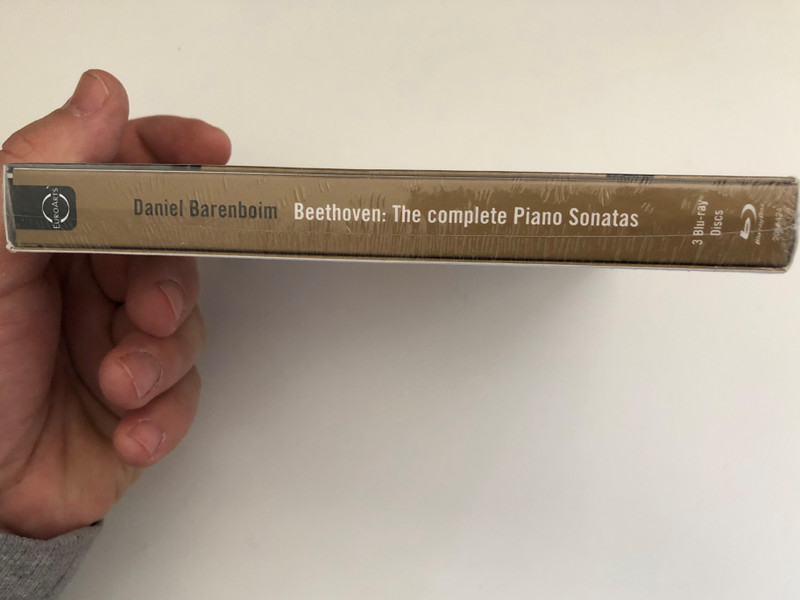 EUROARTS
Daniel Barenboim Beethoven: The complete Piano Sonatas
3 Blu-ray
Discs